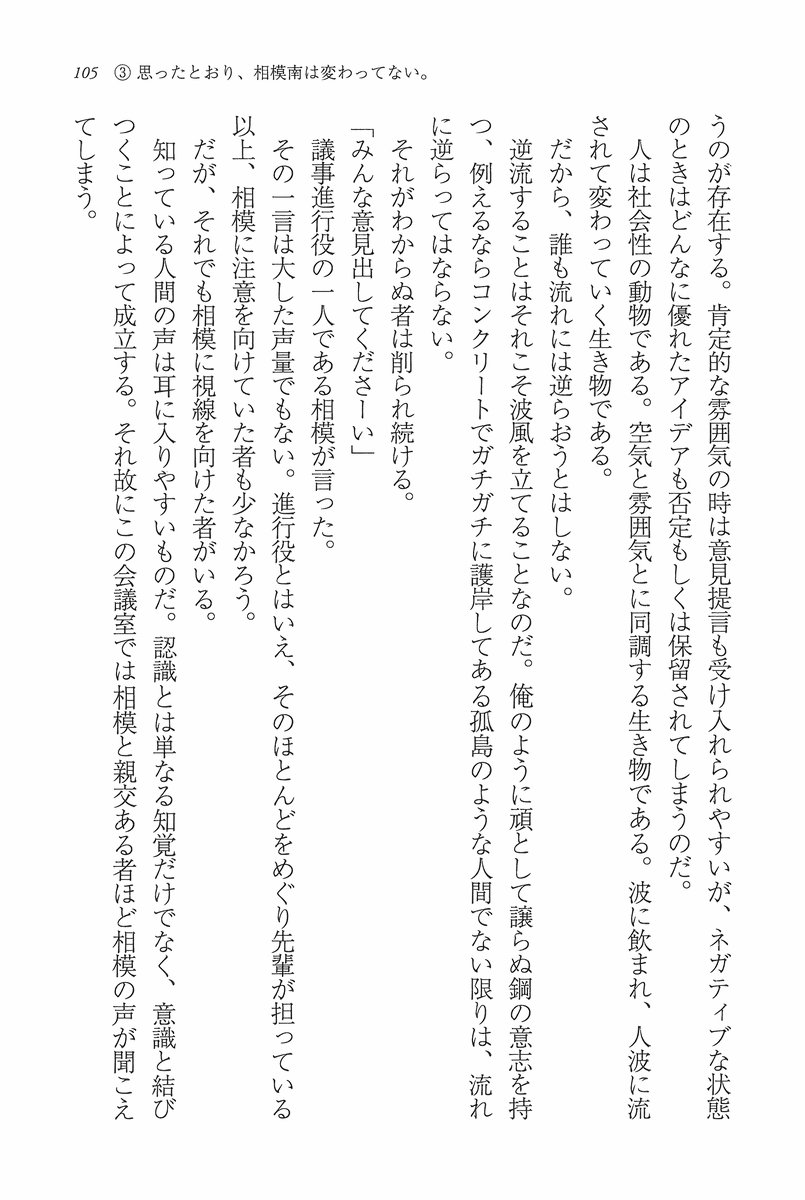 105　③ 思ったとおり、相模南は変わってない。
うのが存在する。肯定的な雰囲気の時は意見提言も受け入れられやすいが、ネガティブな状態
のときはどんなに優れたアイデアも否定もしくは保留されてしまうのだ。
人は社会性の動物である。空気と雰囲気とに同調する生き物である。波に飲まれ、人波に流
されて変わっていく生き物である。
だから、誰も流れには逆らおうとはしない。
逆流することはそれこそ波風を立てることなのだ。俺のように頑として譲らぬ鋼の意志を持
つ、例えるならコンクリートでガチガチに護岸してある孤島のような人間でない限りは、流れ
に逆らってはならない。
それがわからぬ者は削られ続ける。
「みんな意見出してくださーい」
議事進行役の一人である相模が言った。
その一言は大した声量でもない。進行役とはいえ、そのほとんどをめぐり先輩が担っている
以上、相模に注意を向けていた者も少なかろう。
だが、それでも相模に視線を向けた者がいる。
知っている人間の声は耳に入りやすいものだ。認識とは単なる知覚だけでなく、意識と結び
つくことによって成立する。それ故にこの会議室では相模と親交ある者ほど相模の声が聞こえ
てしまう。